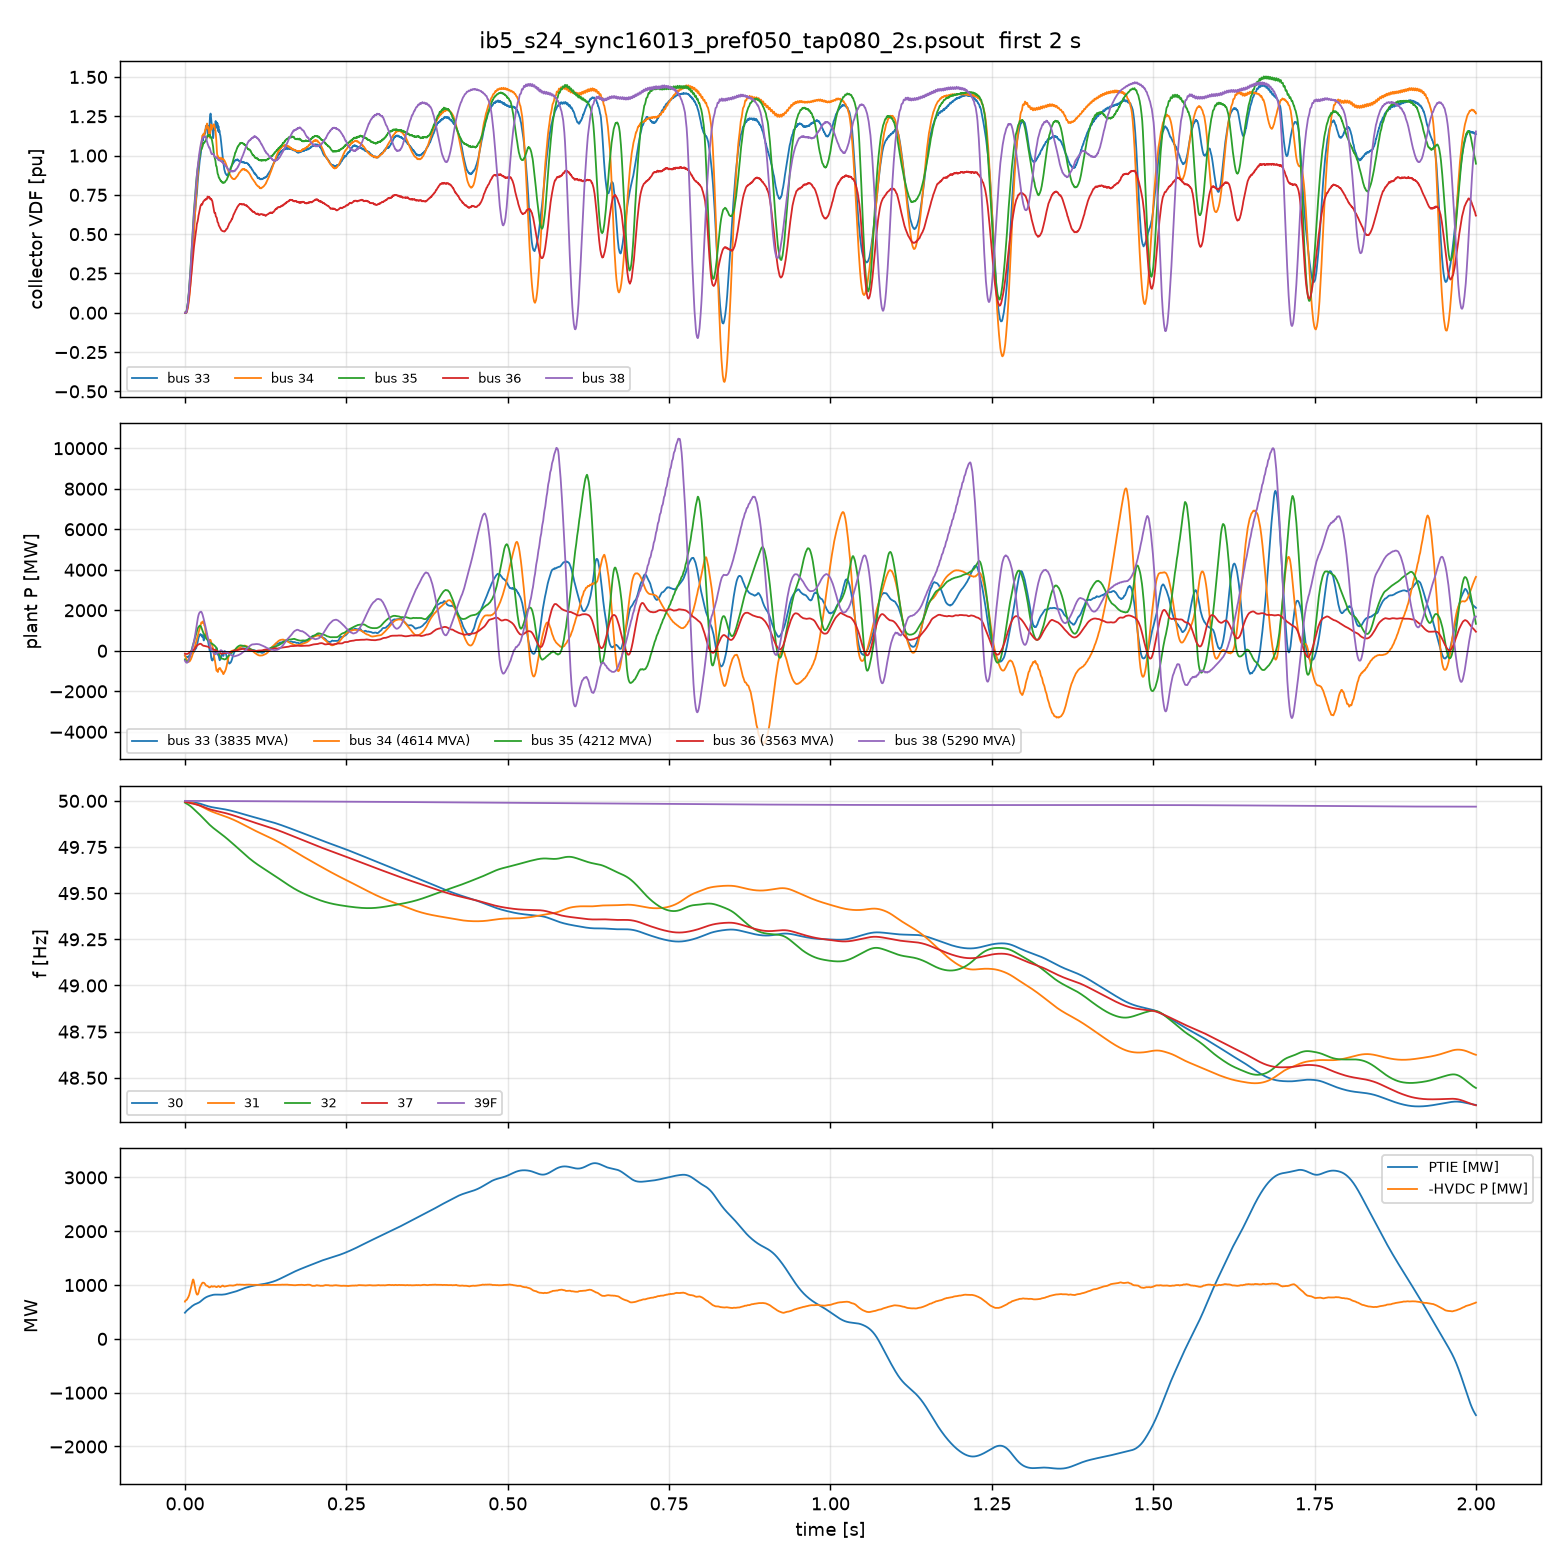 ib5_s24_sync16013_pref050_tap080_2s.psout  first 2 s
collector VDF [pu]
1.50
1.25
1.00
0.75
0.50
0.25
0.00
−0.25
−0.50
bus 33 bus 34 bus 35 bus 36 bus 38
plant P [MW]
10000
8000
6000
4000
2000
0
−2000
−4000
bus 33 (3835 MVA) bus 34 (4614 MVA) bus 35 (4212 MVA) bus 36 (3563 MVA) bus 38 (5290 MVA)
f [Hz]
50.00
49.75
49.50
49.25
49.00
48.75
48.50
30 31 32 37 39F
MW
3000
2000
1000
0
−1000
−2000
PTIE [MW]
-HVDC P [MW]
0.00 0.25 0.50 0.75 1.00 1.25 1.50 1.75 2.00
time [s]